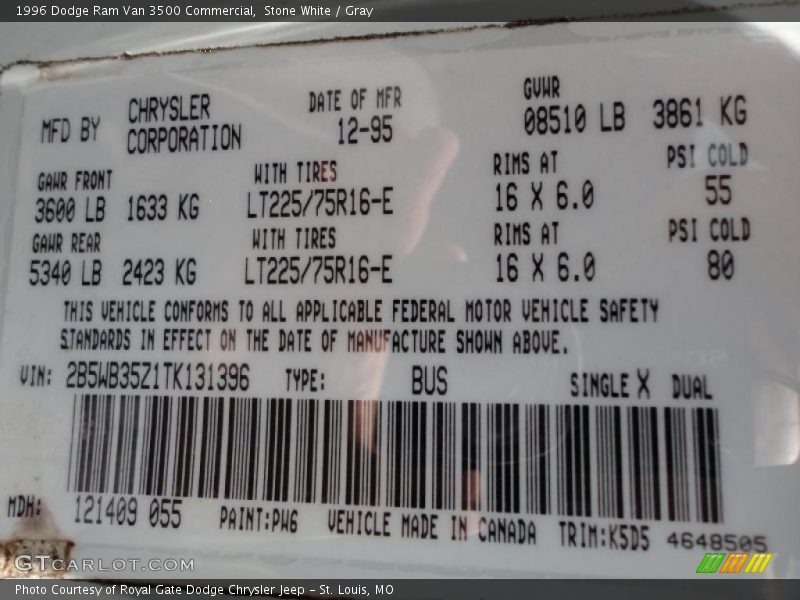 1996 Dodge Ram Van 3500 Commercial, Stone White / Gray
MFD BY CHRYSLER CORPORATION DATE OF MFR 12-95 GVWR 08510 LB 3861 KG
GAWR FRONT WITH TIRES RIMS AT PSI COLD
3600 LB 1633 KG LT225/75R16-E 16 X 6.0 55
GAWR REAR WITH TIRES RIMS AT PSI COLD
5340 LB 2423 KG LT225/75R16-E 16 X 6.0 80
THIS VEHICLE CONFORMS TO ALL APPLICABLE FEDERAL MOTOR VEHICLE SAFETY
STANDARDS IN EFFECT ON THE DATE OF MANUFACTURE SHOWN ABOVE.
VIN: 2B5WB35Z1TK131396 TYPE: BUS SINGLE X DUAL
MDH: 121409 055 PAINT:PW6 VEHICLE MADE IN CANADA TRIM:K5D5 4648505
GTCARLOT.COM
Photo Courtesy of Royal Gate Dodge Chrysler Jeep - St. Louis, MO